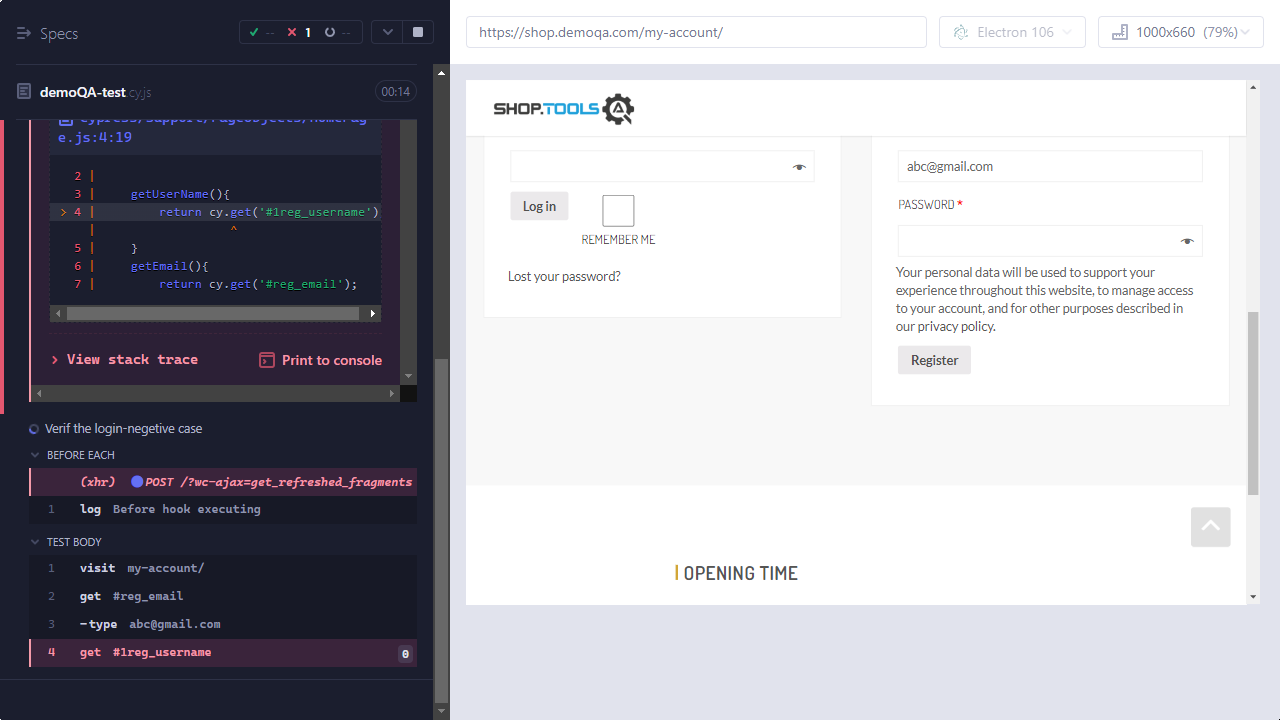 Specs
-- 1 --
demoQA-test.cy.js
00:14
cypress/support/PageObjects/HomePag
e.js:4:19
2 |
3 | getUserName(){
> 4 | return cy.get('#1reg_username')
| ^
5 | }
6 | getEmail(){
7 | return cy.get('#reg_email');
> View stack trace
Print to console
Verif the login-negetive case
BEFORE EACH
(xhr) POST /?wc-ajax=get_refreshed_fragments
1 log Before hook executing
TEST BODY
1 visit my-account/
2 get #reg_email
3 -type abc@gmail.com
4 get #1reg_username 0
https://shop.demoqa.com/my-account/
Electron 106
1000x660 (79%)
SHOP.TOOLS
Log in
REMEMBER ME
Lost your password?
abc@gmail.com
PASSWORD *
Your personal data will be used to support your
experience throughout this website, to manage access
to your account, and for other purposes described in
our privacy policy.
Register
OPENING TIME